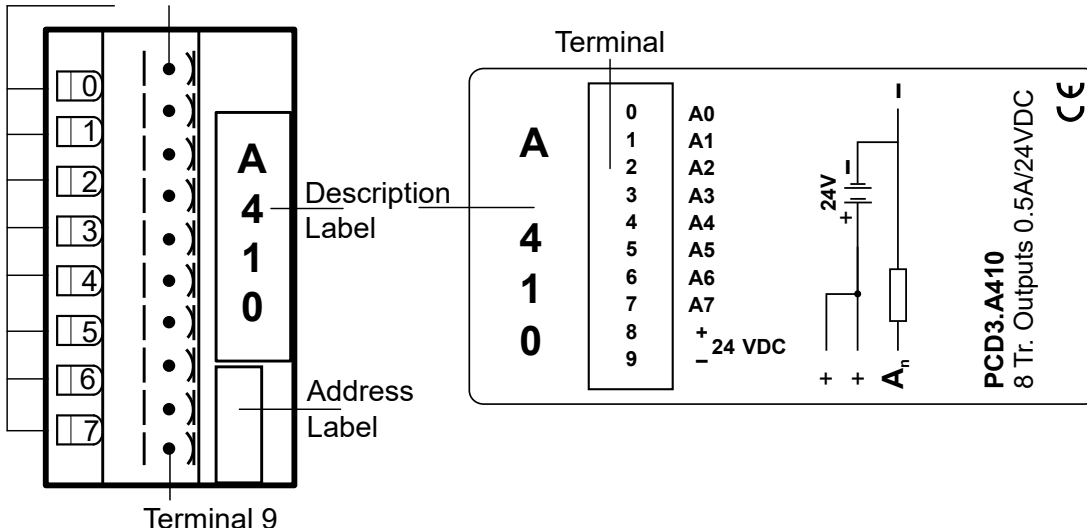 0
1
2
3
4
5
6
7
A
4
1
0
Description
Label
Address
Label
Terminal 9
Terminal
A
4
1
0
0 A0
1 A1
2 A2
3 A3
4 A4
5 A5
6 A6
7 A7
8 +
9 −
24 VDC
24V
−
+
−
+ + An
PCD3.A410
8 Tr. Outputs 0.5A/24VDC
CE